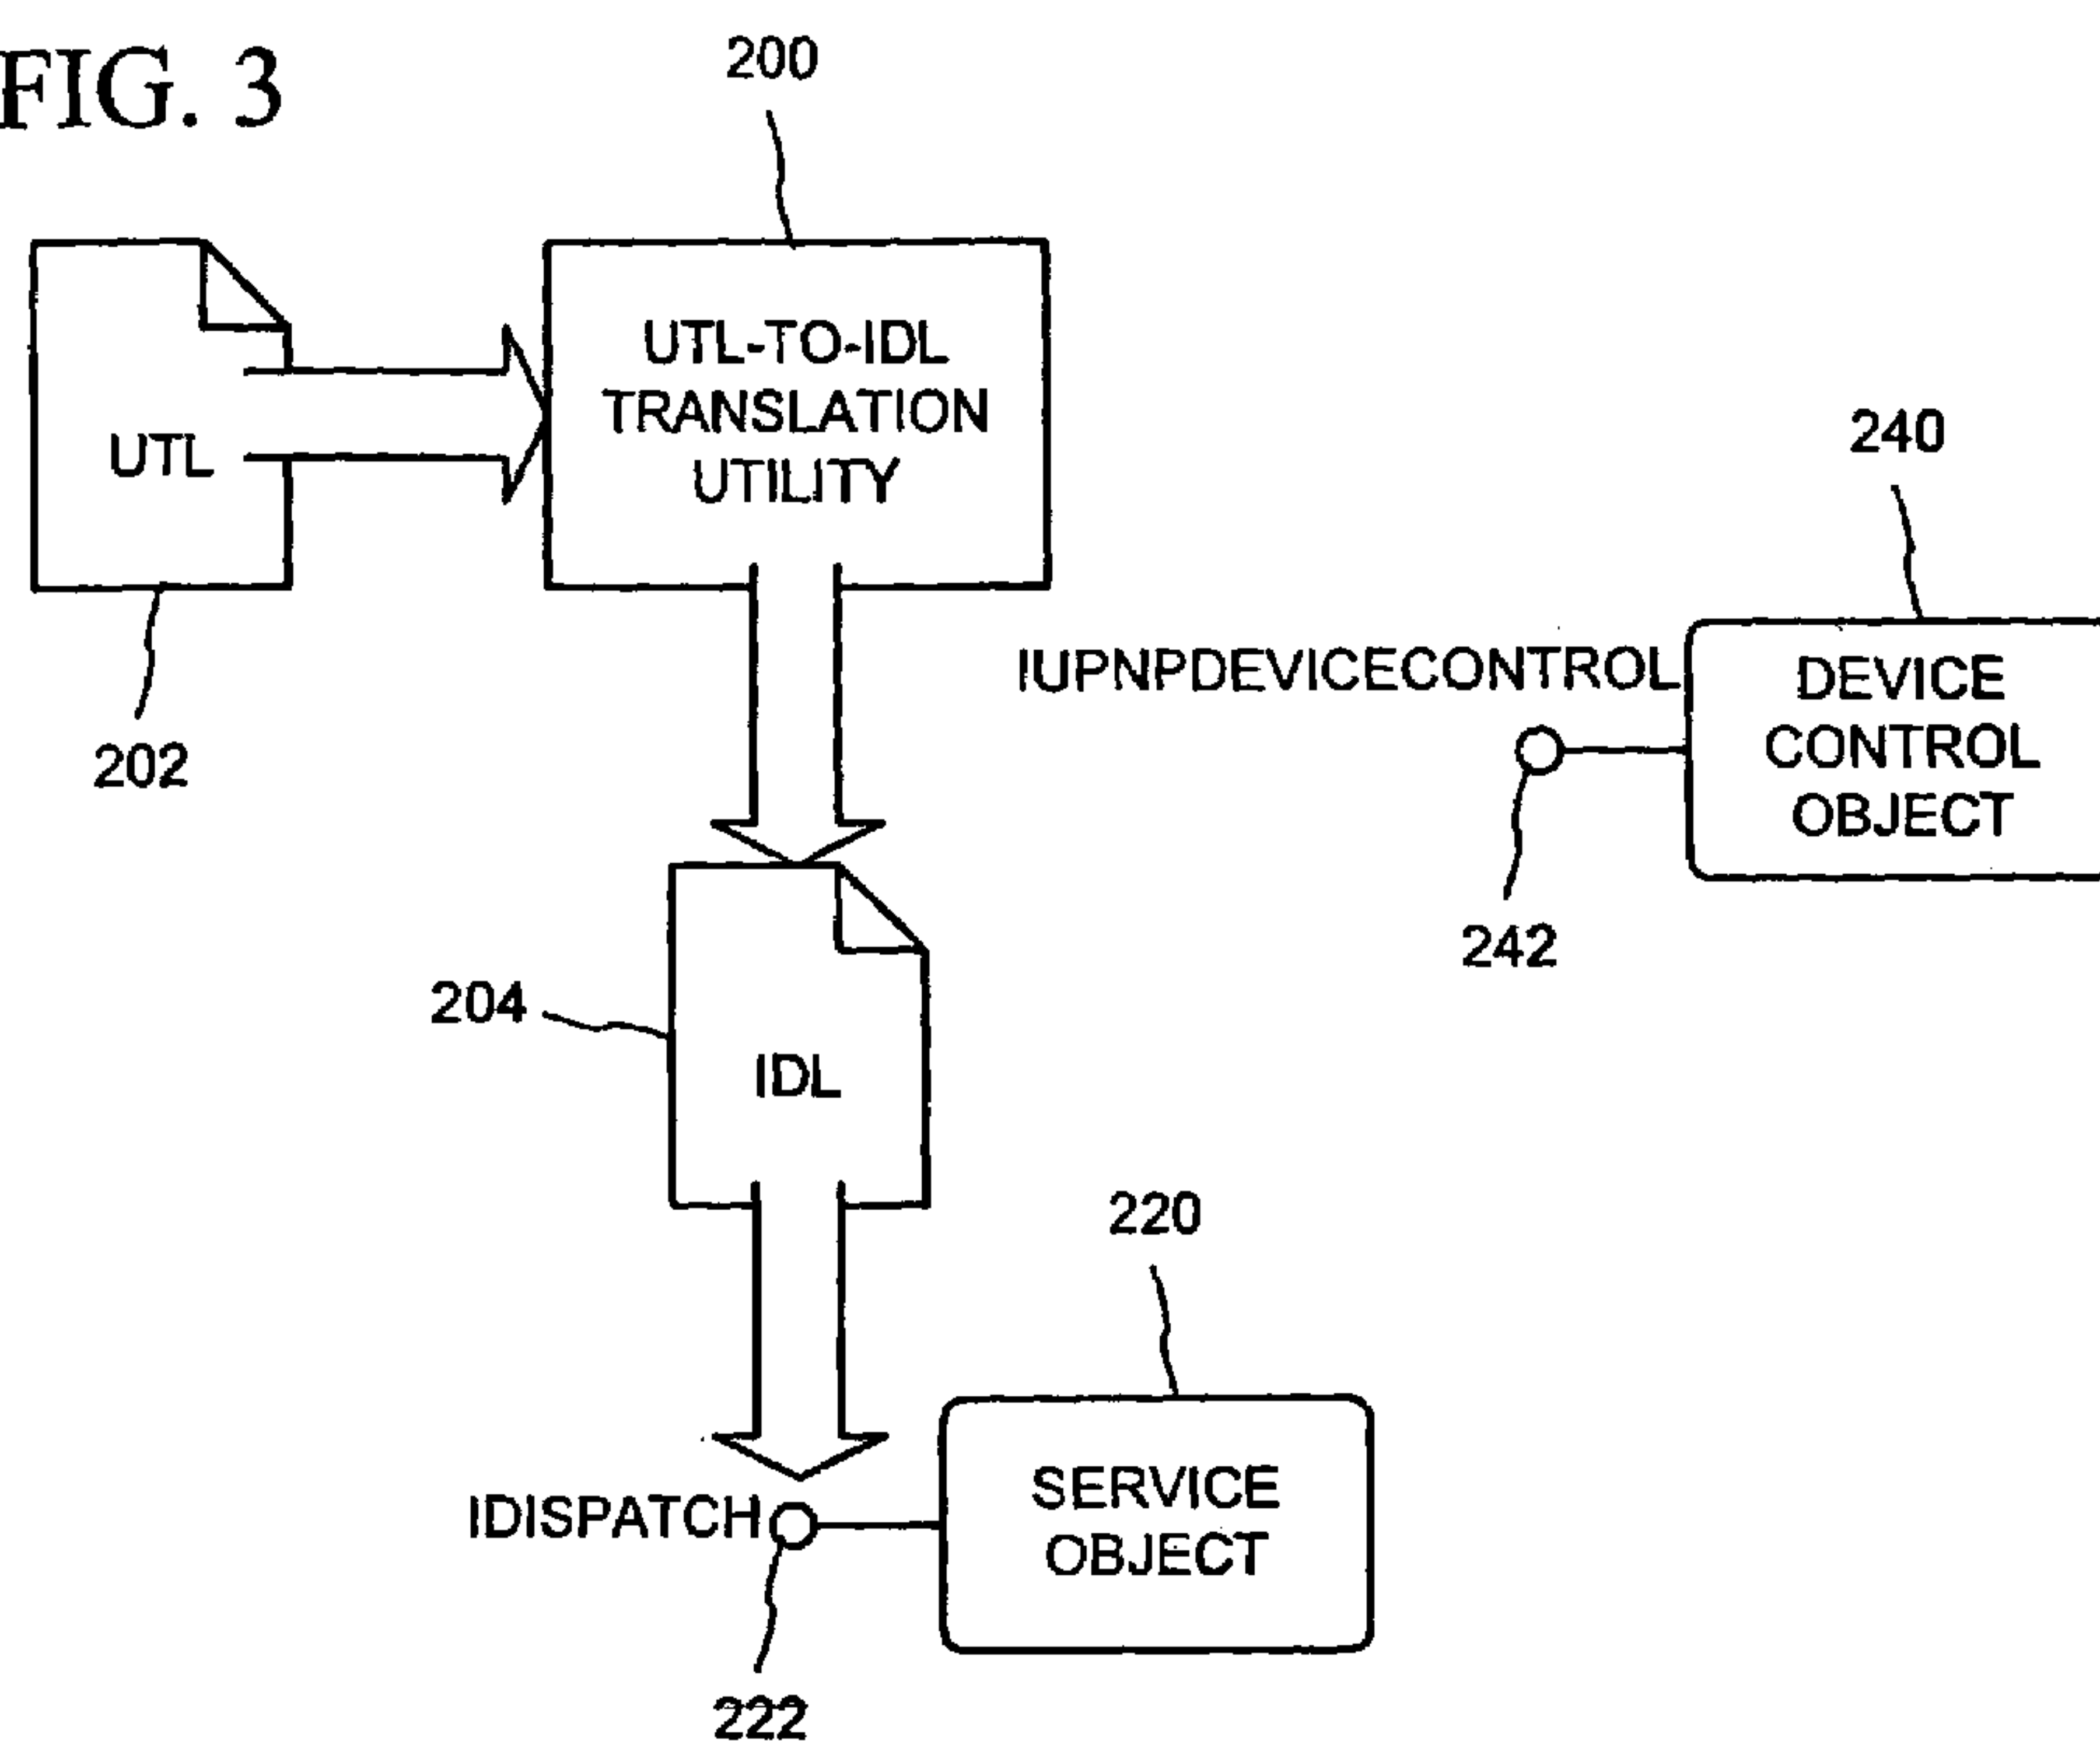 FIG. 3
200
UTL
UTL-TO-IDL
TRANSLATION
UTILITY
202
240
IUPNPDEVICECONTROL
DEVICE
CONTROL
OBJECT
242
204
IDL
220
IDISPATCH
SERVICE
OBJECT
222